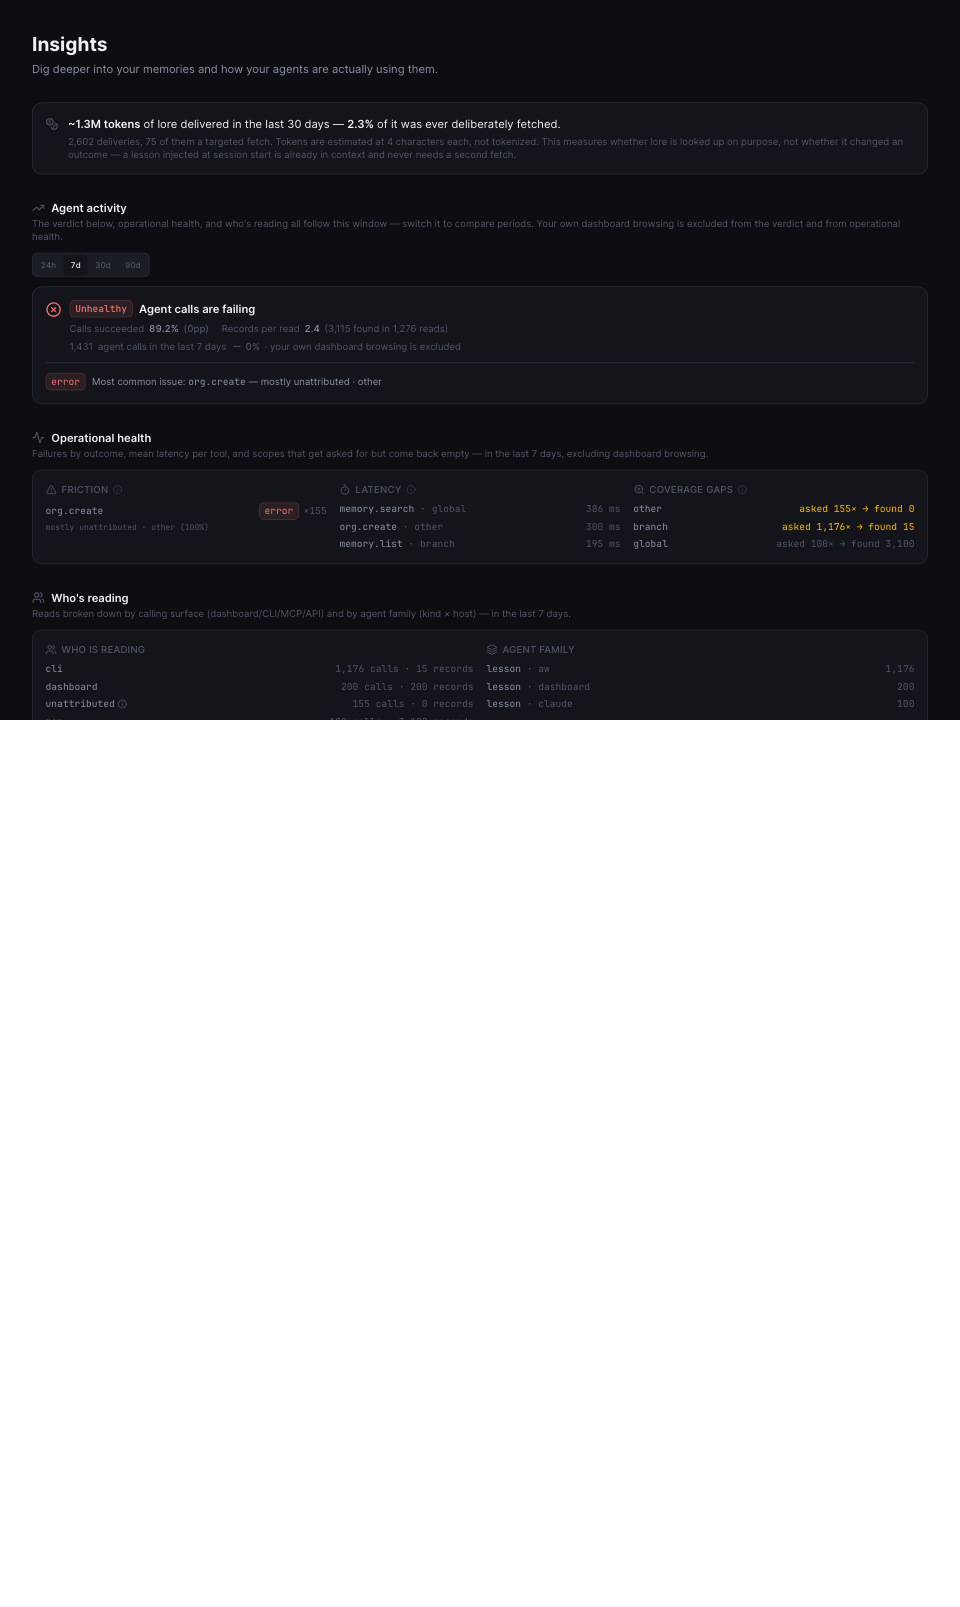 Insights
Dig deeper into your memories and how your agents are actually using them.
~1.3M tokens of lore delivered in the last 30 days — 2.3% of it was ever deliberately fetched.
2,602 deliveries, 75 of them a targeted fetch. Tokens are estimated at 4 characters each, not tokenized. This measures whether lore is looked up on purpose, not whether it changed an
outcome — a lesson injected at session start is already in context and never needs a second fetch.
Agent activity
The verdict below, operational health, and who's reading all follow this window — switch it to compare periods. Your own dashboard browsing is excluded from the verdict and from operational
health.
24h 7d 30d 90d
Unhealthy Agent calls are failing
Calls succeeded 89.2% (0pp) Records per read 2.4 (3,115 found in 1,276 reads)
1,431 agent calls in the last 7 days — 0% · your own dashboard browsing is excluded
error Most common issue: org.create — mostly unattributed · other
Operational health
Failures by outcome, mean latency per tool, and scopes that get asked for but come back empty — in the last 7 days, excluding dashboard browsing.
FRICTION
org.create error ×155
mostly unattributed · other (100%)
LATENCY
memory.search · global 386 ms
org.create · other 300 ms
memory.list · branch 195 ms
COVERAGE GAPS
other asked 155× → found 0
branch asked 1,176× → found 15
global asked 100× → found 3,100
Who's reading
Reads broken down by calling surface (dashboard/CLI/MCP/API) and by agent family (kind × host) — in the last 7 days.
WHO IS READING
cli 1,176 calls · 15 records
dashboard 200 calls · 200 records
unattributed 155 calls · 0 records
AGENT FAMILY
lesson · aw 1,176
lesson · dashboard 200
lesson · claude 100